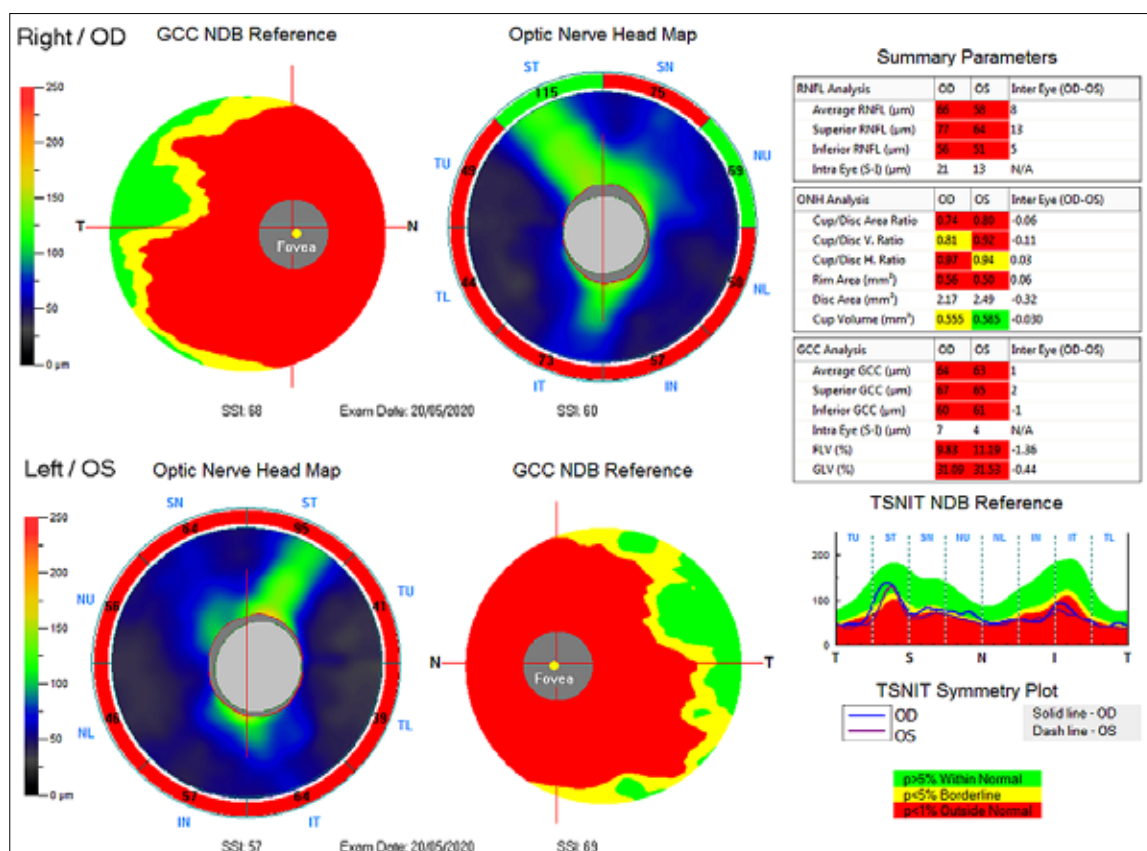 Right / OD
GCC NDB Reference
250
200
150
100
50
0 µm
T
N
Fovea
SSI: 68
Exam Date: 20/05/2020
Optic Nerve Head Map
ST
SN
115
75
TU
NU
49
69
44
50
TL
NL
73
57
IT
IN
SSI: 60
Left / OS
Optic Nerve Head Map
250
200
150
100
50
0 µm
SN
ST
95
NU
TU
41
NL
TL
57
64
IN
IT
SSI: 57
Exam Date: 20/05/2020
GCC NDB Reference
N
T
Fovea
SSI: 69
Summary Parameters
RNFL Analysis OD OS Inter Eye (OD-OS)
Average RNFL (µm) 66 58 8
Superior RNFL (µm) 77 64 13
Inferior RNFL (µm) 56 51 5
Intra Eye (S-I) (µm) 21 13 N/A
ONH Analysis OD OS Inter Eye (OD-OS)
Cup/Disc Area Ratio 0.74 0.80 -0.06
Cup/Disc V. Ratio 0.81 0.92 -0.11
Cup/Disc H. Ratio 0.97 0.94 0.03
Rim Area (mm²) 0.56 0.50 0.06
Disc Area (mm²) 2.17 2.49 -0.32
Cup Volume (mm³) 0.555 0.585 -0.030
GCC Analysis OD OS Inter Eye (OD-OS)
Average GCC (µm) 64 63 1
Superior GCC (µm) 67 65 2
Inferior GCC (µm) 60 61 -1
Intra Eye (S-I) (µm) 7 4 N/A
FLV (%) 9.83 11.19 -1.36
GLV (%) 31.09 31.53 -0.44
TSNIT NDB Reference
TU ST SN NU NL IN IT TL
200
100
0
T S N I T
TSNIT Symmetry Plot
OD
OS
Solid line - OD
Dash line - OS
p>5% Within Normal
p<5% Borderline
p<1% Outside Normal